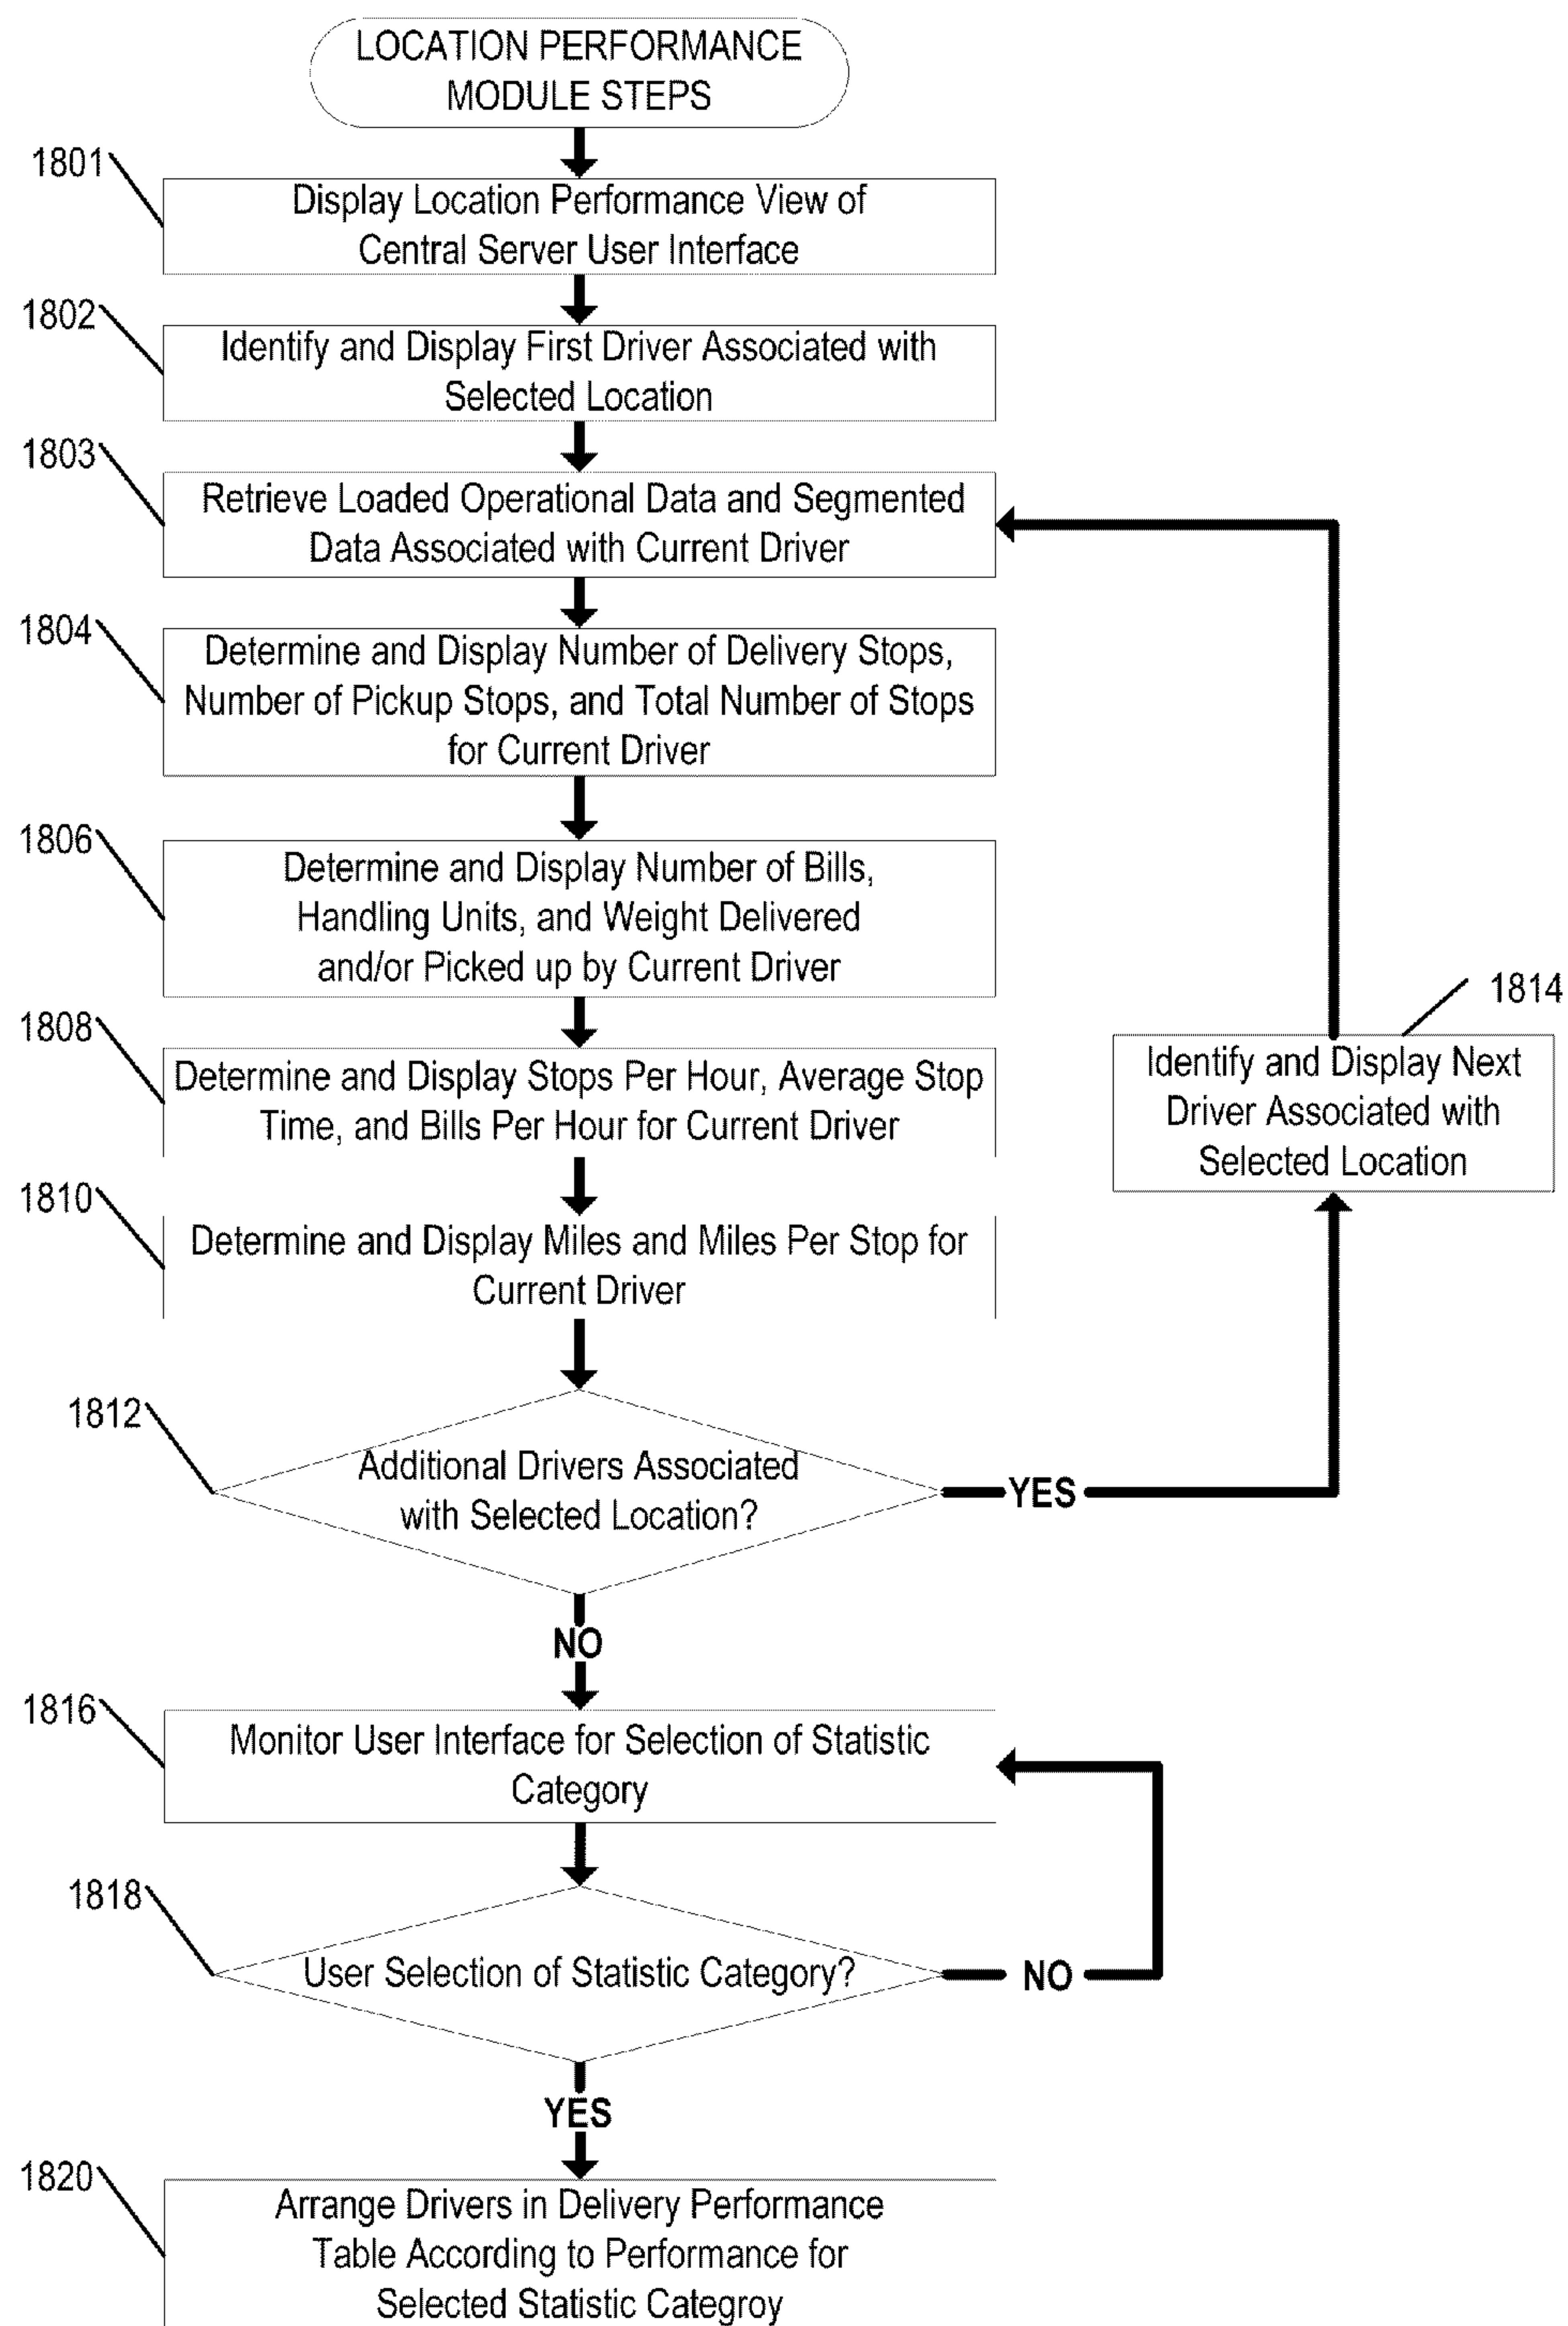 LOCATION PERFORMANCE
MODULE STEPS
1801
Display Location Performance View of
Central Server User Interface
1802
Identify and Display First Driver Associated with
Selected Location
1803
Retrieve Loaded Operational Data and Segmented
Data Associated with Current Driver
1804
Determine and Display Number of Delivery Stops,
Number of Pickup Stops, and Total Number of Stops
for Current Driver
1806
Determine and Display Number of Bills,
Handling Units, and Weight Delivered
and/or Picked up by Current Driver
1808
Determine and Display Stops Per Hour, Average Stop
Time, and Bills Per Hour for Current Driver
1814
Identify and Display Next
Driver Associated with
Selected Location
1810
Determine and Display Miles and Miles Per Stop for
Current Driver
1812
Additional Drivers Associated
with Selected Location?
YES
NO
1816
Monitor User Interface for Selection of Statistic
Category
1818
User Selection of Statistic Category?
NO
YES
1820
Arrange Drivers in Delivery Performance
Table According to Performance for
Selected Statistic Categroy